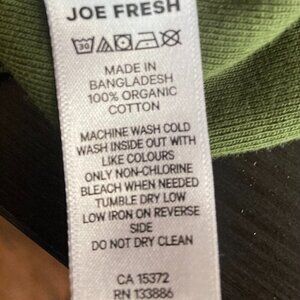 JOE FRESH
30
MADE IN
BANGLADESH
100% ORGANIC
COTTON
MACHINE WASH COLD
WASH INSIDE OUT WITH
LIKE COLOURS
ONLY NON-CHLORINE
BLEACH WHEN NEEDED
TUMBLE DRY LOW
LOW IRON ON REVERSE
SIDE
DO NOT DRY CLEAN
CA 15372
RN 133886